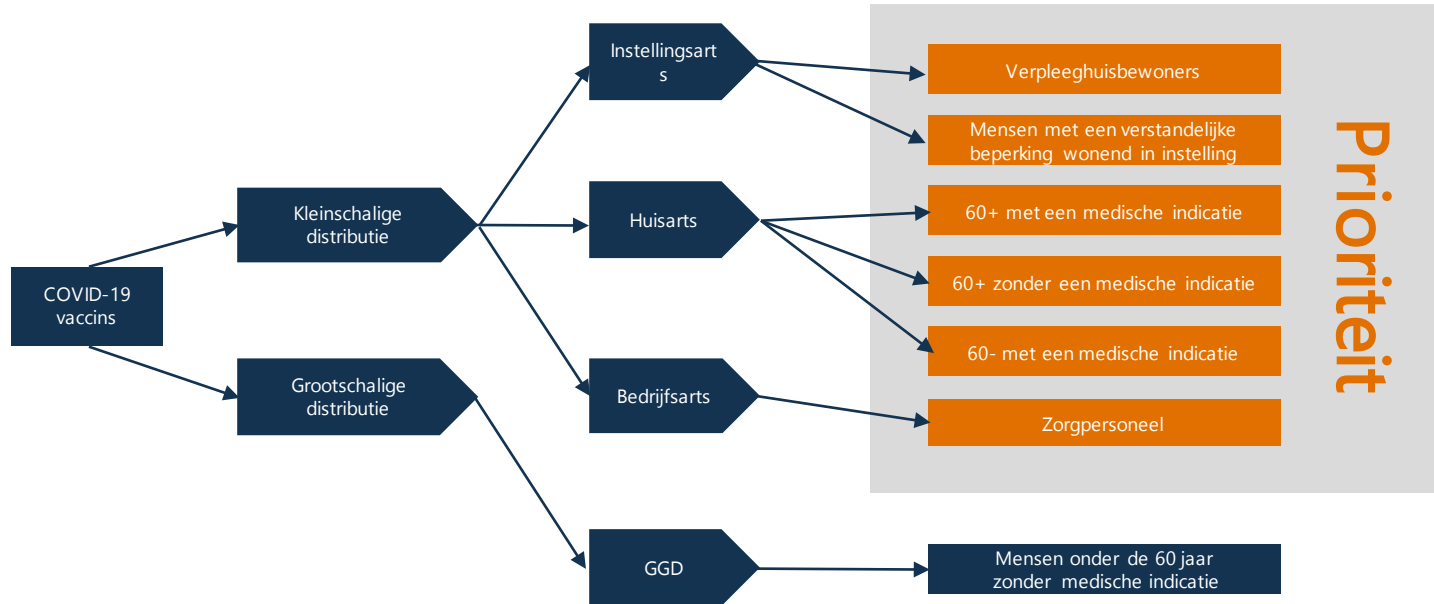 COVID-19
vaccins
Kleinschalige
distributie
Grootschalige
distributie
Instellingsart
s
Huisarts
Bedrijfsarts
GGD
Verpleeghuisbewoners
Mensen met een verstandelijke
beperking wonend in instelling
60+ met een medische indicatie
60+ zonder een medische indicatie
60- met een medische indicatie
Zorgpersoneel
Mensen onder de 60 jaar
zonder medische indicatie
Prioriteit